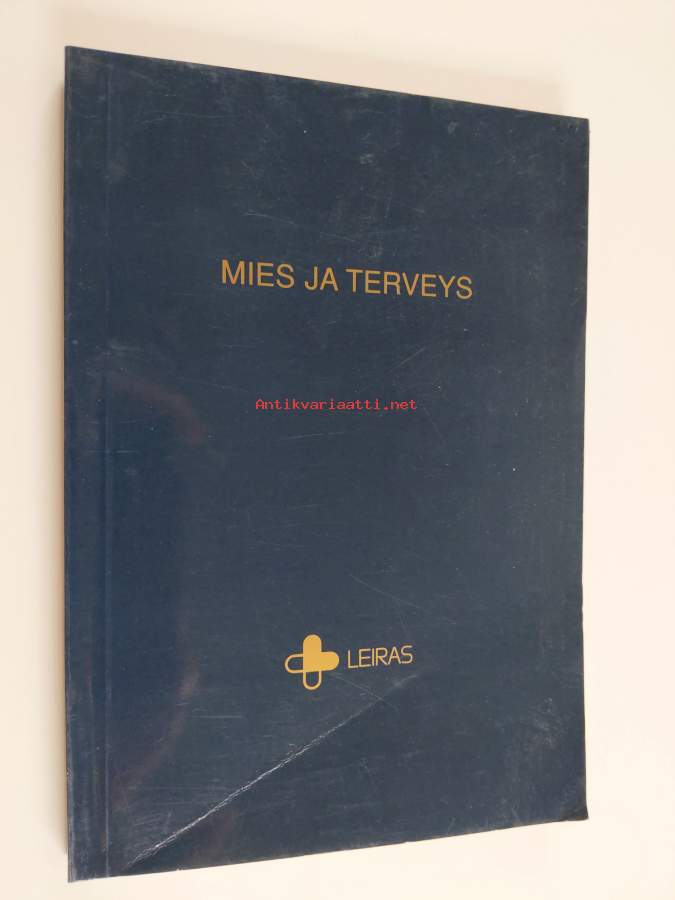 MIES JA TERVEYS
Antikvariaatti.net
LEIRAS